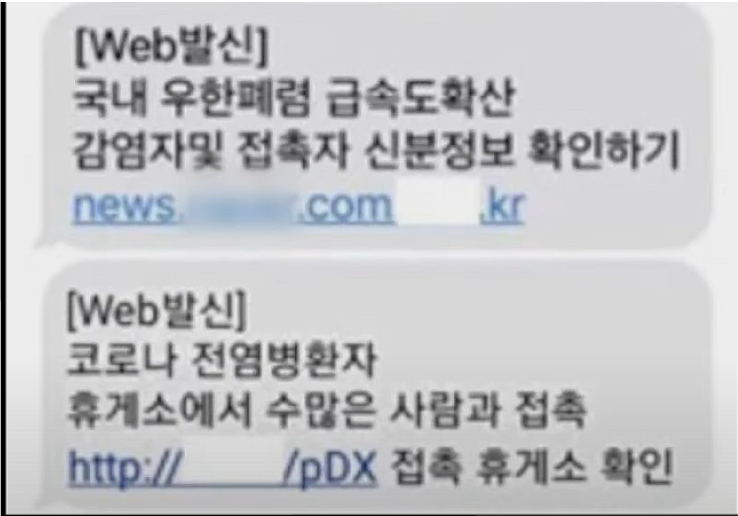 [Web발신]
국내 우한폐렴 급속도확산
감염자및 접촉자 신분정보 확인하기
news. .com .kr
[Web발신]
코로나 전염병환자
휴게소에서 수많은 사람과 접촉
http:// /pDX 접촉 휴게소 확인